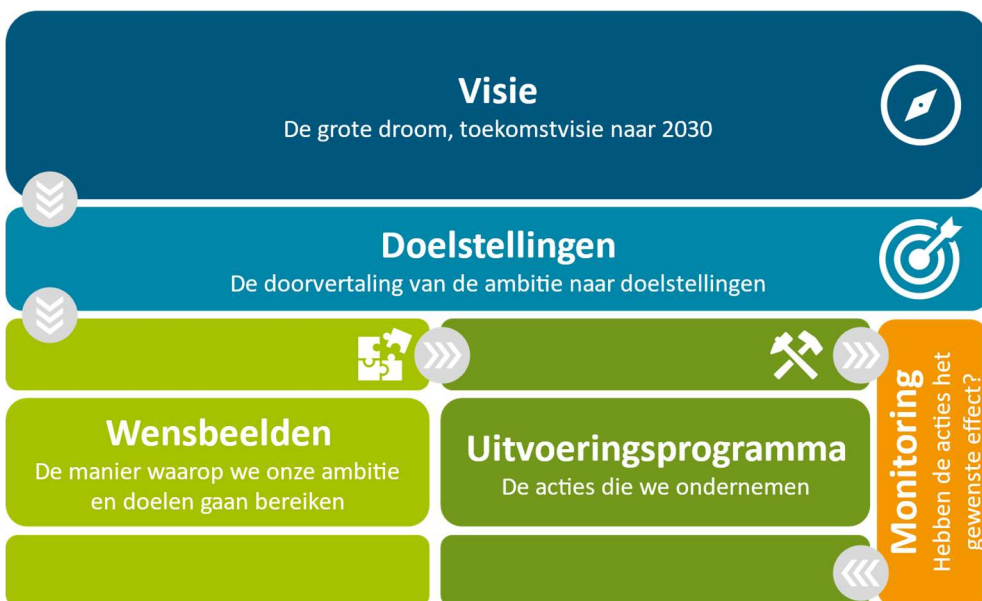 Visie
De grote droom, toekomstvisie naar 2030
Doelstellingen
De doorvertaling van de ambitie naar doelstellingen
Wensbeelden
De manier waarop we onze ambitie
en doelen gaan bereiken
Uitvoeringsprogramma
De acties die we ondernemen
Monitoring
Hebben de acties het
gewenste effect?